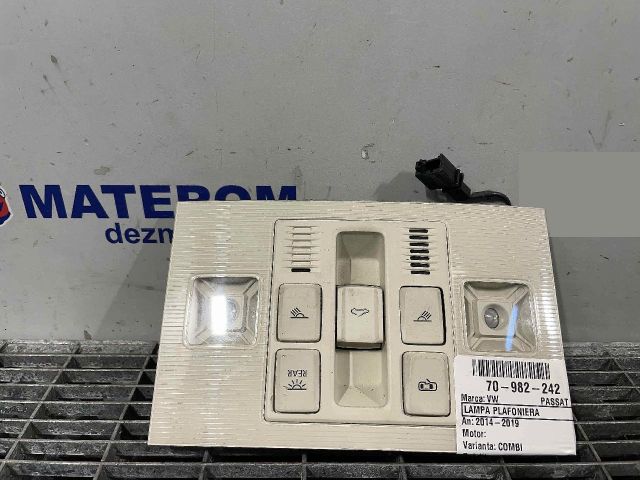 MATEROM
dezm
REAR
70-982-242
Marca: VW PASSAT
LAMPA PLAFONIERA
An: 2014-2019
Motor:
Varianta: COMBI